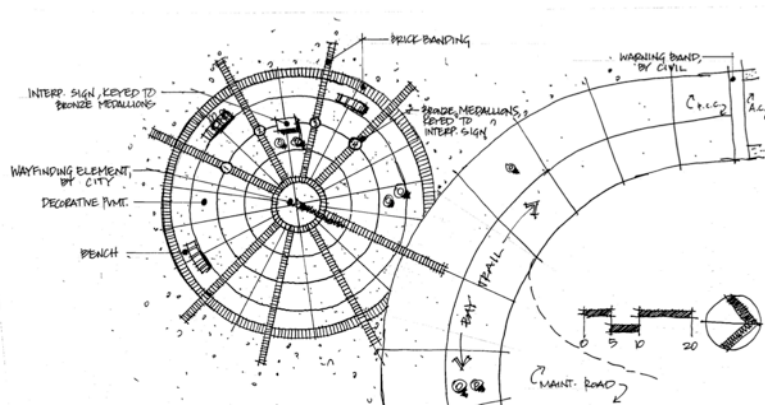 BRICK BANDING
WARNING BAND,
BY CIVIL
INTERP. SIGN, KEYED TO
BRONZE MEDALLIONS
BRONZE MEDALLIONS,
KEYED TO
INTERP. SIGN
P.C.C.
A.C.
WAYFINDING ELEMENT,
BY CITY
DECORATIVE PVMT.
BENCH
BAY TRAIL
0 5 10 20
MAINT. ROAD